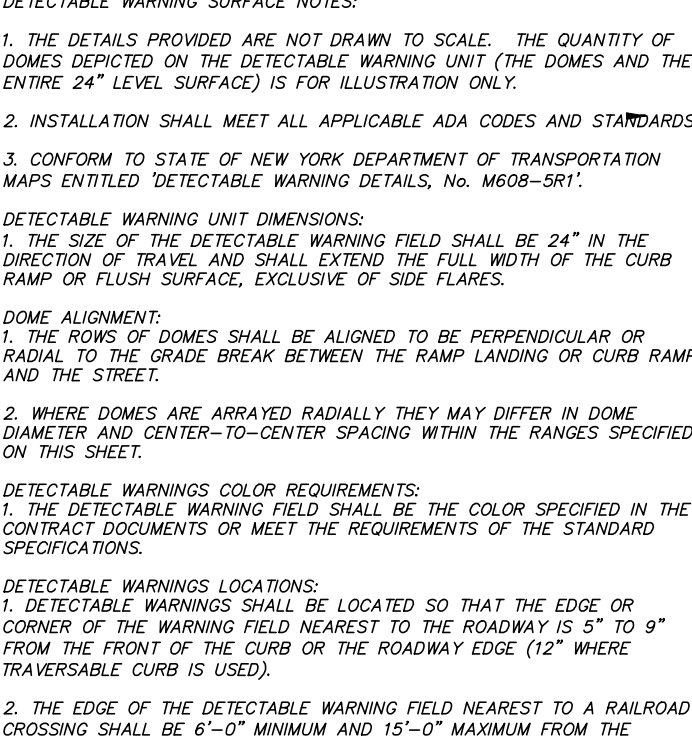 DETECTABLE WARNING SURFACE NOTES:
1. THE DETAILS PROVIDED ARE NOT DRAWN TO SCALE. THE QUANTITY OF
DOMES DEPICTED ON THE DETECTABLE WARNING UNIT (THE DOMES AND THE
ENTIRE 24" LEVEL SURFACE) IS FOR ILLUSTRATION ONLY.
2. INSTALLATION SHALL MEET ALL APPLICABLE ADA CODES AND STANDARDS
3. CONFORM TO STATE OF NEW YORK DEPARTMENT OF TRANSPORTATION
MAPS ENTITLED 'DETECTABLE WARNING DETAILS, No. M608-5R1'.
DETECTABLE WARNING UNIT DIMENSIONS:
1. THE SIZE OF THE DETECTABLE WARNING FIELD SHALL BE 24" IN THE
DIRECTION OF TRAVEL AND SHALL EXTEND THE FULL WIDTH OF THE CURB
RAMP OR FLUSH SURFACE, EXCLUSIVE OF SIDE FLARES.
DOME ALIGNMENT:
1. THE ROWS OF DOMES SHALL BE ALIGNED TO BE PERPENDICULAR OR
RADIAL TO THE GRADE BREAK BETWEEN THE RAMP LANDING OR CURB RAMP
AND THE STREET.
2. WHERE DOMES ARE ARRAYED RADIALLY THEY MAY DIFFER IN DOME
DIAMETER AND CENTER-TO-CENTER SPACING WITHIN THE RANGES SPECIFIED
ON THIS SHEET.
DETECTABLE WARNINGS COLOR REQUIREMENTS:
1. THE DETECTABLE WARNING FIELD SHALL BE THE COLOR SPECIFIED IN THE
CONTRACT DOCUMENTS OR MEET THE REQUIREMENTS OF THE STANDARD
SPECIFICATIONS.
DETECTABLE WARNINGS LOCATIONS:
1. DETECTABLE WARNINGS SHALL BE LOCATED SO THAT THE EDGE OR
CORNER OF THE WARNING FIELD NEAREST TO THE ROADWAY IS 5" TO 9"
FROM THE FRONT OF THE CURB OR THE ROADWAY EDGE (12" WHERE
TRAVERSABLE CURB IS USED).
2. THE EDGE OF THE DETECTABLE WARNING FIELD NEAREST TO A RAILROAD
CROSSING SHALL BE 6'-0" MINIMUM AND 15'-0" MAXIMUM FROM THE